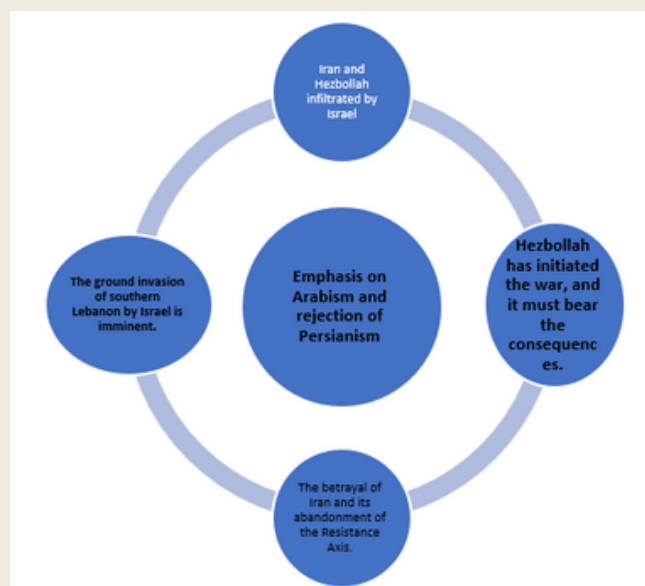 Iran and
Hezbollah
infiltrated by
Israel
Hezbollah
has initiated
the war, and
it must bear
the
consequenc
es.
The ground invasion
of southern
Lebanon by Israel is
imminent.
Emphasis on
Arabism and
rejection of
Persianism
The betrayal of
Iran and its
abandonment of
the Resistance
Axis.